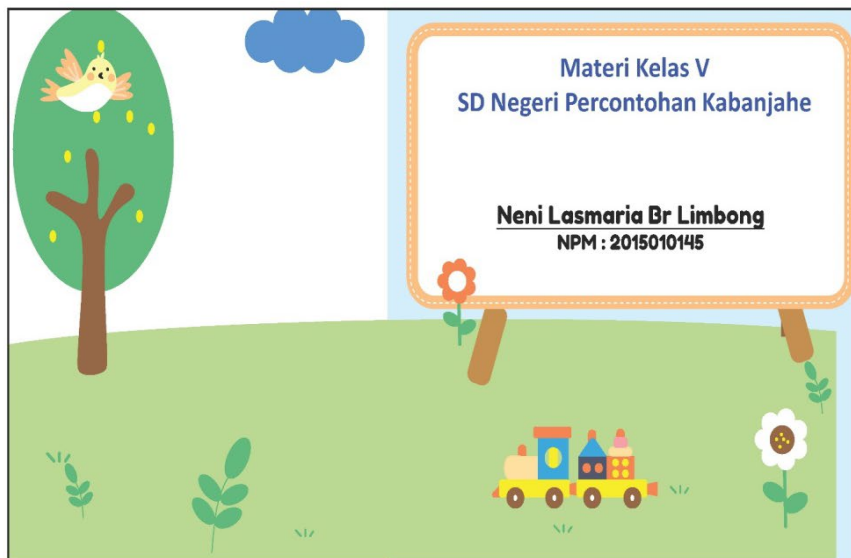 Materi Kelas V
SD Negeri Percontohan Kabanjahe
Neni Lasmaria Br Limbong
NPM : 2015010145